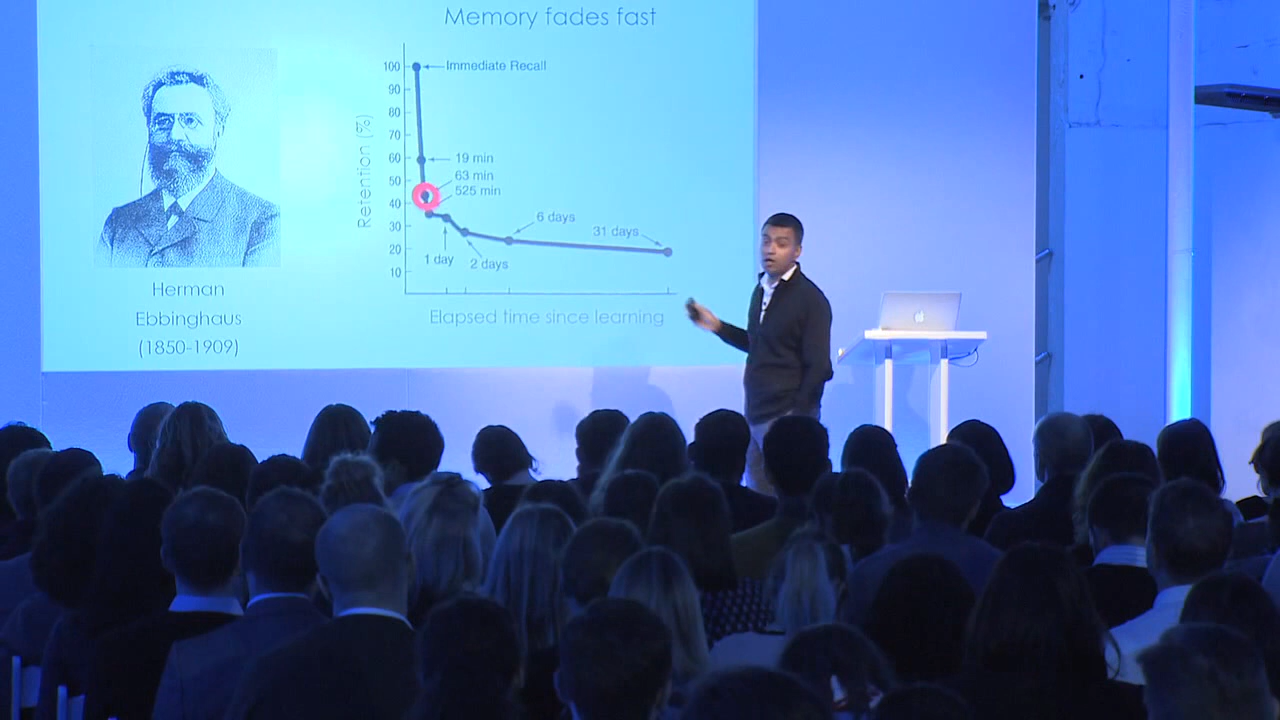 Memory fades fast
Immediate Recall
100
90
80
70
60
50
40
30
20
10
Retention (%)
19 min
63 min
525 min
1 day
2 days
6 days
31 days
Elapsed time since learning
Herman
Ebbinghaus
(1850-1909)